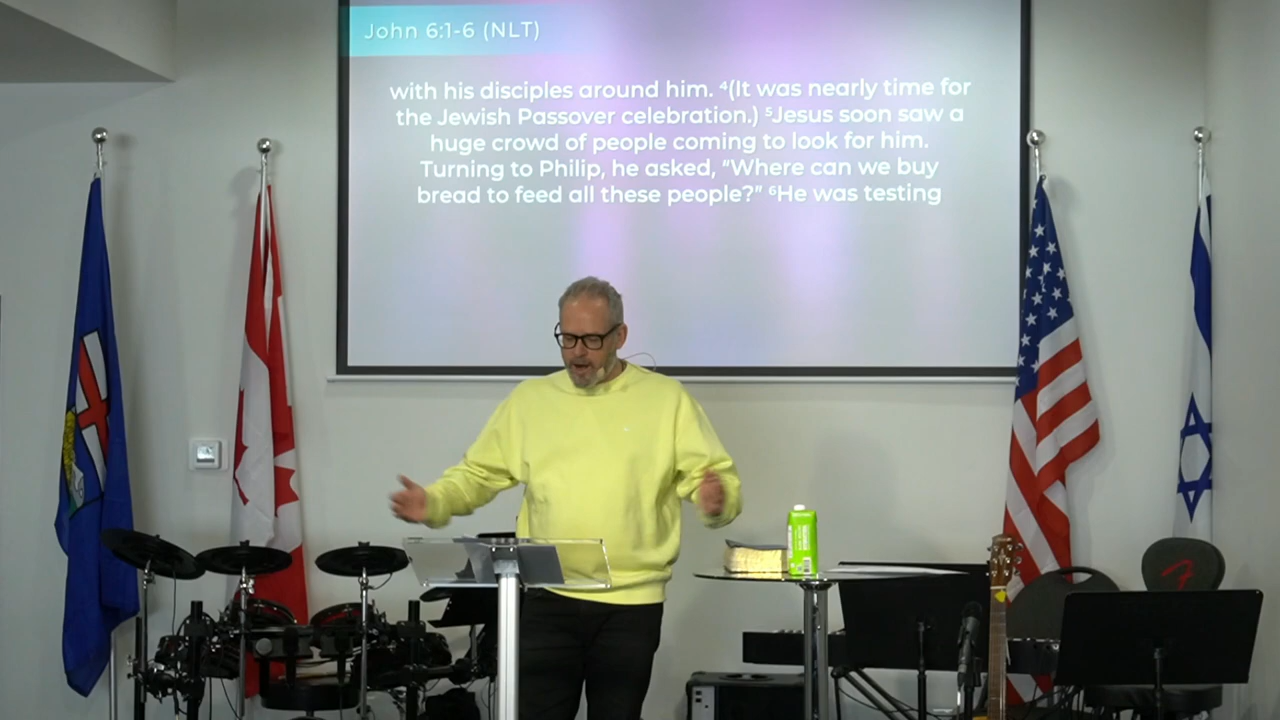 John 6:1-6 (NLT)
with his disciples around him. ⁴(It was nearly time for
the Jewish Passover celebration.) ⁵Jesus soon saw a
huge crowd of people coming to look for him.
Turning to Philip, he asked, “Where can we buy
bread to feed all these people?” ⁶He was testing